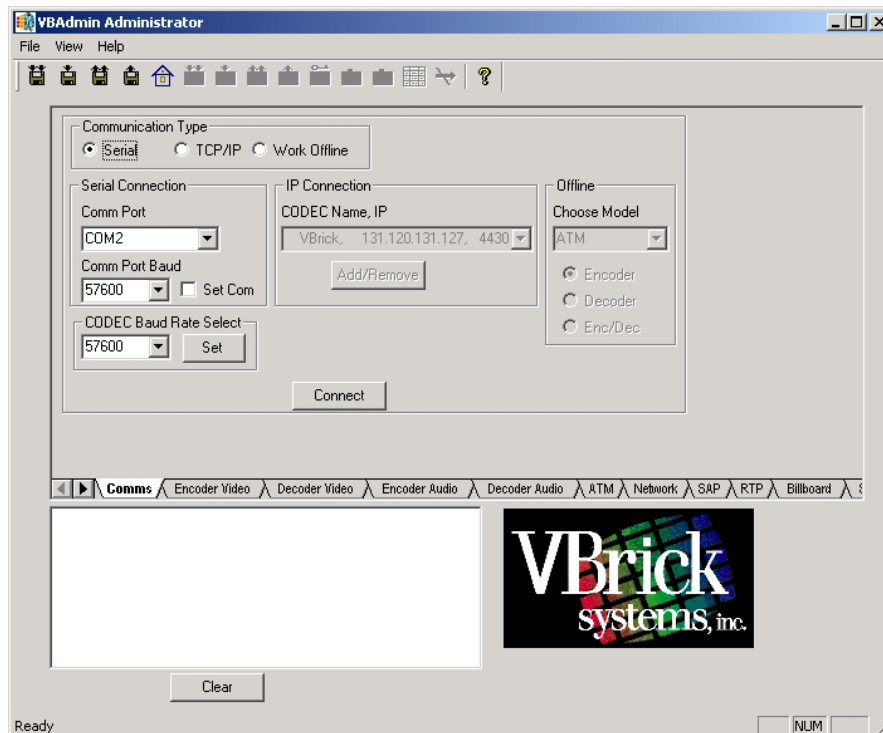 VBAdmin Administrator
File View Help
Communication Type
Serial TCP/IP Work Offline
Serial Connection
Comm Port
COM2
Comm Port Baud
57600 Set Com
CODEC Baud Rate Select
57600 Set
IP Connection
CODEC Name, IP
VBrick, 131.120.131.127, 4430
Add/Remove
Offline
Choose Model
ATM
Encoder
Decoder
Enc/Dec
Connect
Comms Encoder Video Decoder Video Encoder Audio Decoder Audio ATM Network SAP RTP Billboard
VBrick
systems, inc.
Clear
Ready NUM